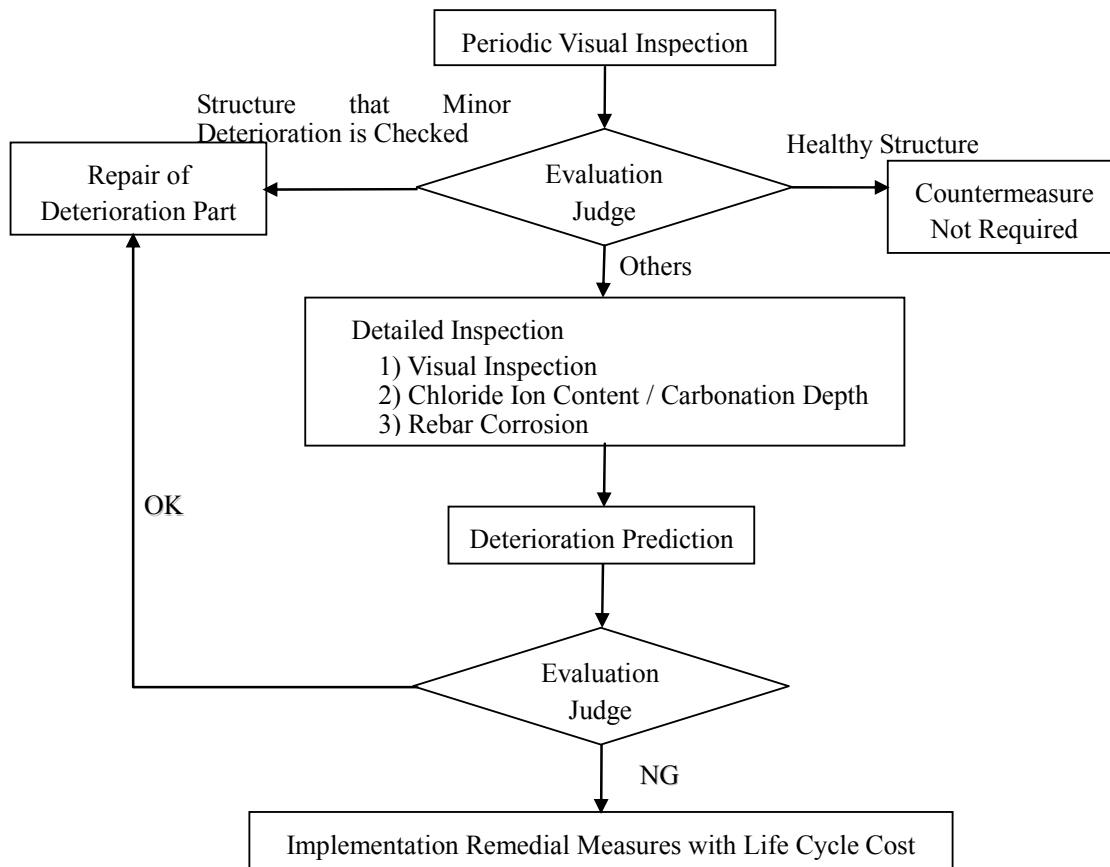 Periodic Visual Inspection
Structure that Minor
Deterioration is Checked
Healthy Structure
Repair of
Deterioration Part
Evaluation
Judge
Countermeasure
Not Required
Others
Detailed Inspection
1) Visual Inspection
2) Chloride Ion Content / Carbonation Depth
3) Rebar Corrosion
OK
Deterioration Prediction
Evaluation
Judge
NG
Implementation Remedial Measures with Life Cycle Cost